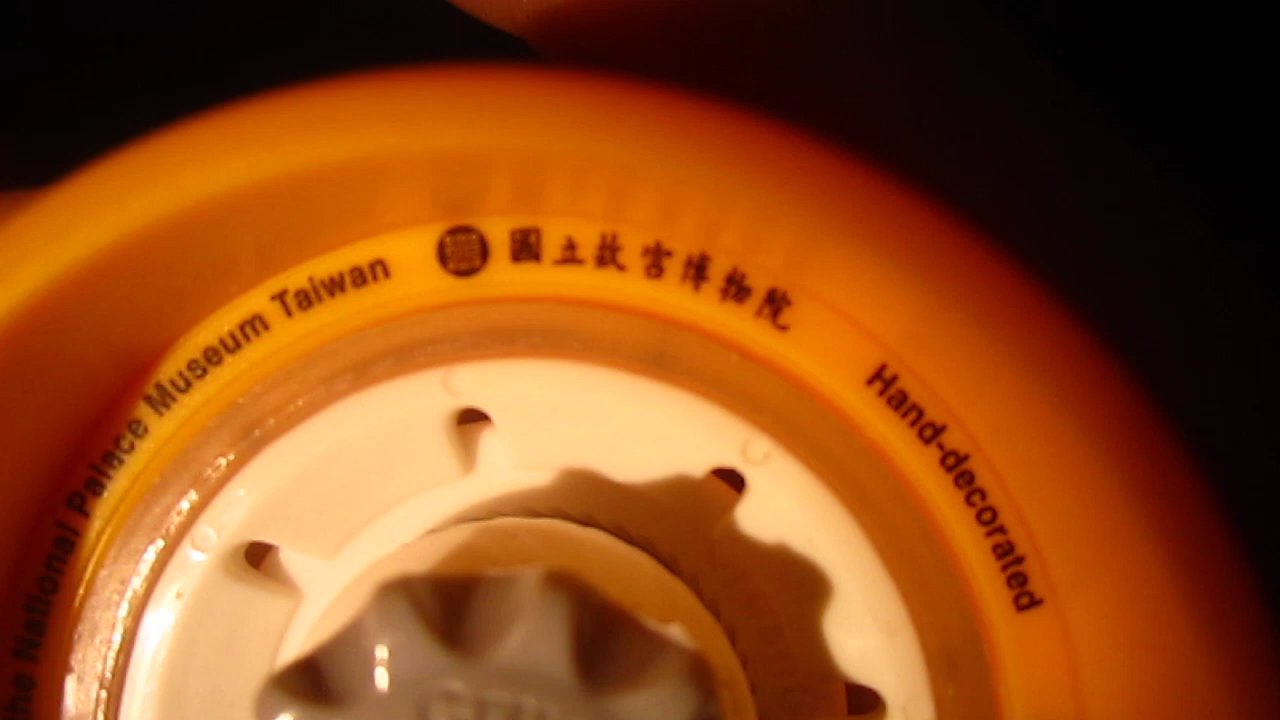 The National Palace Museum Taiwan
國立故宮博物院
Hand-decorated